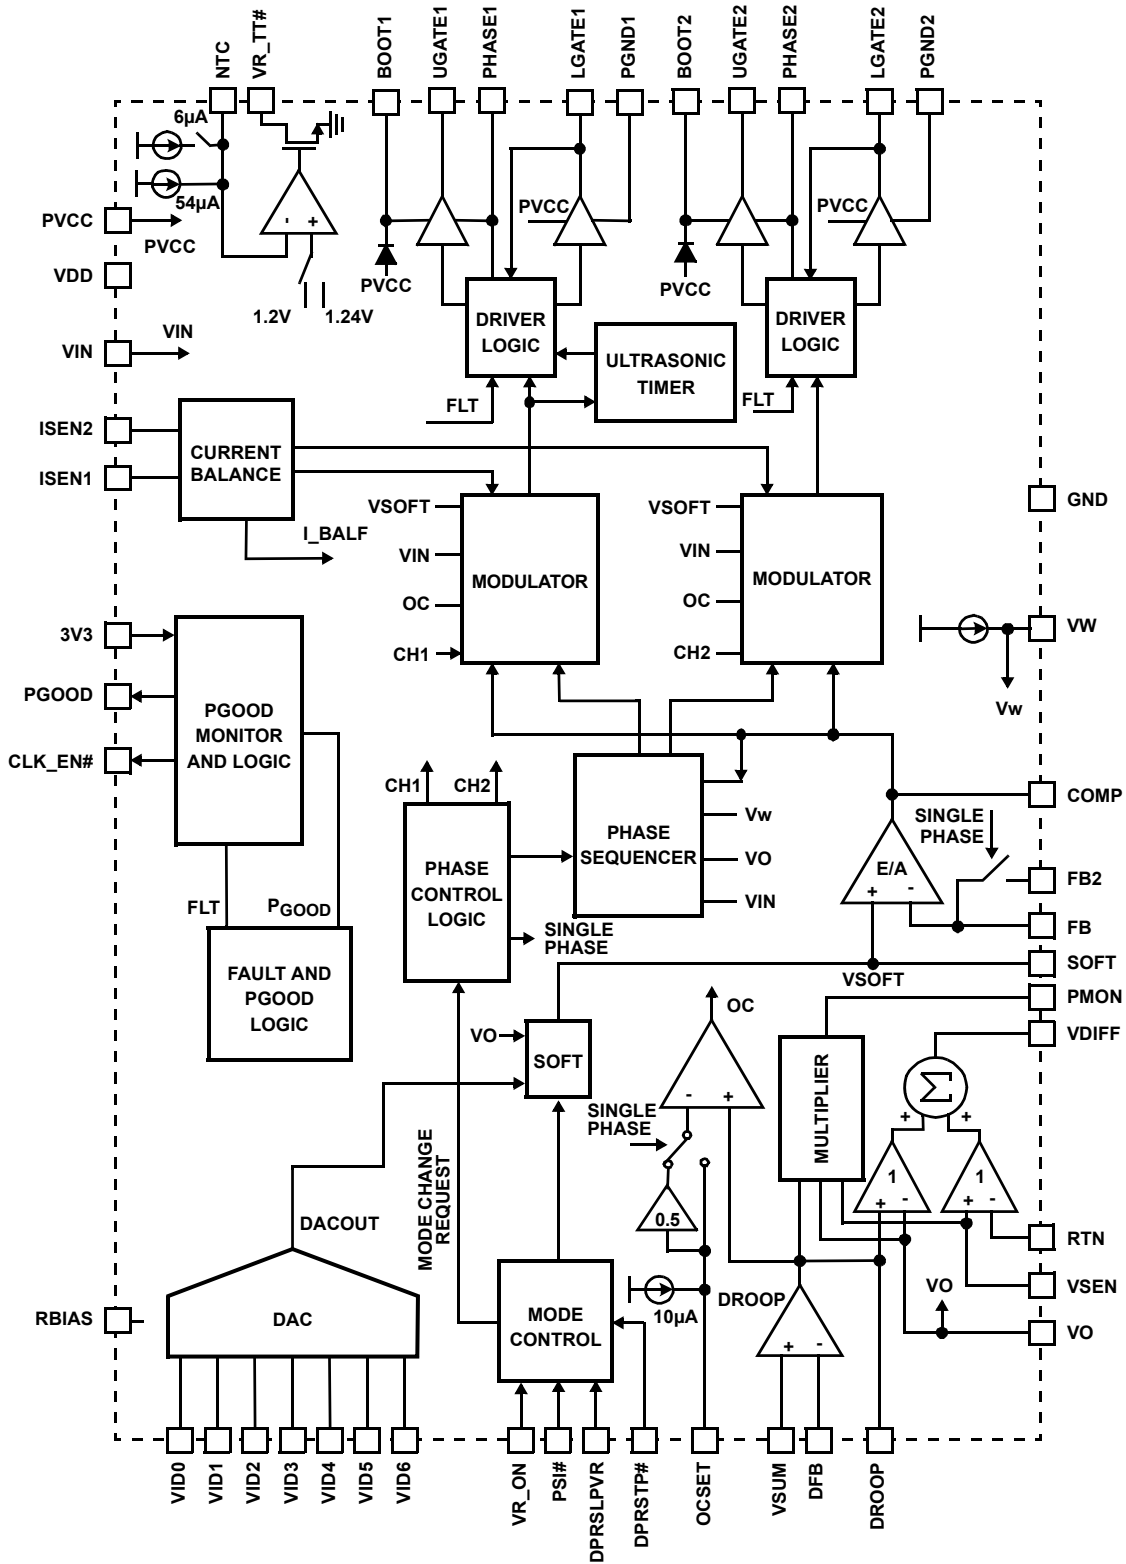 NTC
VR_TT#
BOOT1
UGATE1
PHASE1
LGATE1
PGND1
BOOT2
UGATE2
PHASE2
LGATE2
PGND2
6µA
54µA
PVCC
PVCC
- +
1.2V
1.24V
PVCC
PVCC
PVCC
PVCC
VDD
VIN
VIN
DRIVER
LOGIC
ULTRASONIC
TIMER
DRIVER
LOGIC
FLT
FLT
ISEN2
ISEN1
CURRENT
BALANCE
I_BALF
VSOFT
VIN
OC
CH1
MODULATOR
VSOFT
VIN
OC
CH2
MODULATOR
GND
VW
Vw
3V3
PGOOD
CLK_EN#
PGOOD
MONITOR
AND LOGIC
FLT
PGOOD
FAULT AND
PGOOD
LOGIC
CH1
CH2
PHASE
CONTROL
LOGIC
SINGLE
PHASE
PHASE
SEQUENCER
Vw
VO
VIN
COMP
SINGLE
PHASE
E/A
+ -
FB2
FB
SOFT
VSOFT
PMON
VDIFF
VO
SOFT
OC
- +
SINGLE
PHASE
0.5
MULTIPLIER
Σ
+ +
1
+ -
1
+ -
RTN
VSEN
VO
VO
MODE CHANGE
REQUEST
DACOUT
DAC
RBIAS
MODE
CONTROL
10µA
DROOP
+ -
VID0
VID1
VID2
VID3
VID4
VID5
VID6
VR_ON
PSI#
DPRSLPVR
DPRSTP#
OCSET
VSUM
DFB
DROOP